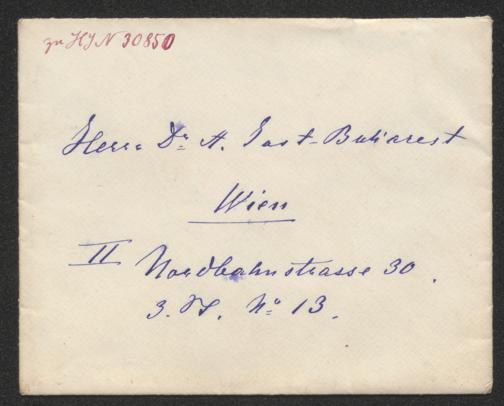 zu HIN 30850
Herrn Dr A. Last-Bukarest
Wien
II Nordbahnstrasse 30.
3. St. No 13.